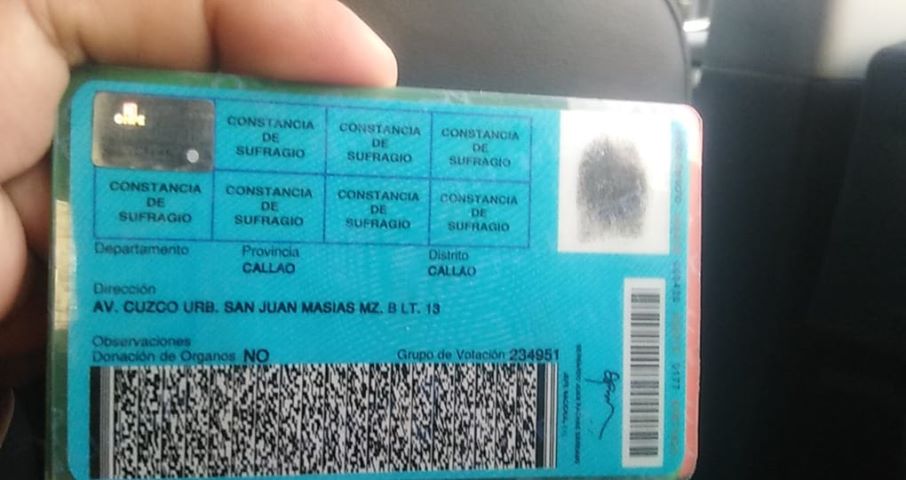 CONSTANCIA
DE
SUFRAGIO
CONSTANCIA
DE
SUFRAGIO
CONSTANCIA
DE
SUFRAGIO
CONSTANCIA
DE
SUFRAGIO
CONSTANCIA
DE
SUFRAGIO
CONSTANCIA
DE
SUFRAGIO
CONSTANCIA
DE
SUFRAGIO
Departamento
Provincia
CALLAO
Distrito
CALLAO
Dirección
AV. CUZCO URB. SAN JUAN MASIAS MZ. B LT. 13
Observaciones
Donación de Organos NO
Grupo de Votación 234951